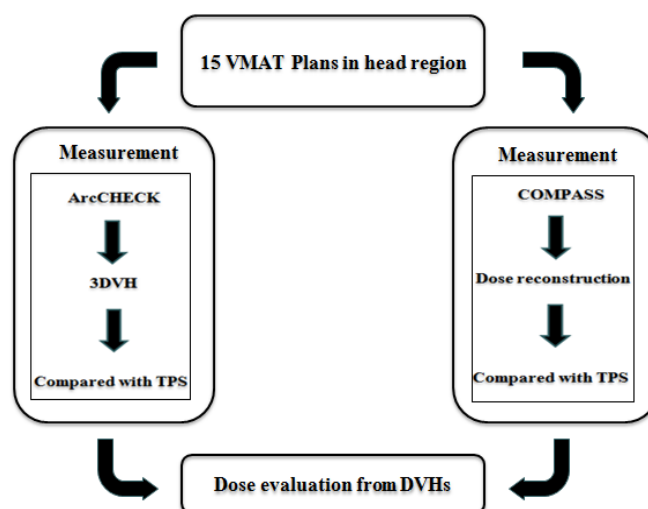 15 VMAT Plans in head region
Measurement
ArcCHECK
3DVH
Compared with TPS
Measurement
COMPASS
Dose reconstruction
Compared with TPS
Dose evaluation from DVHs